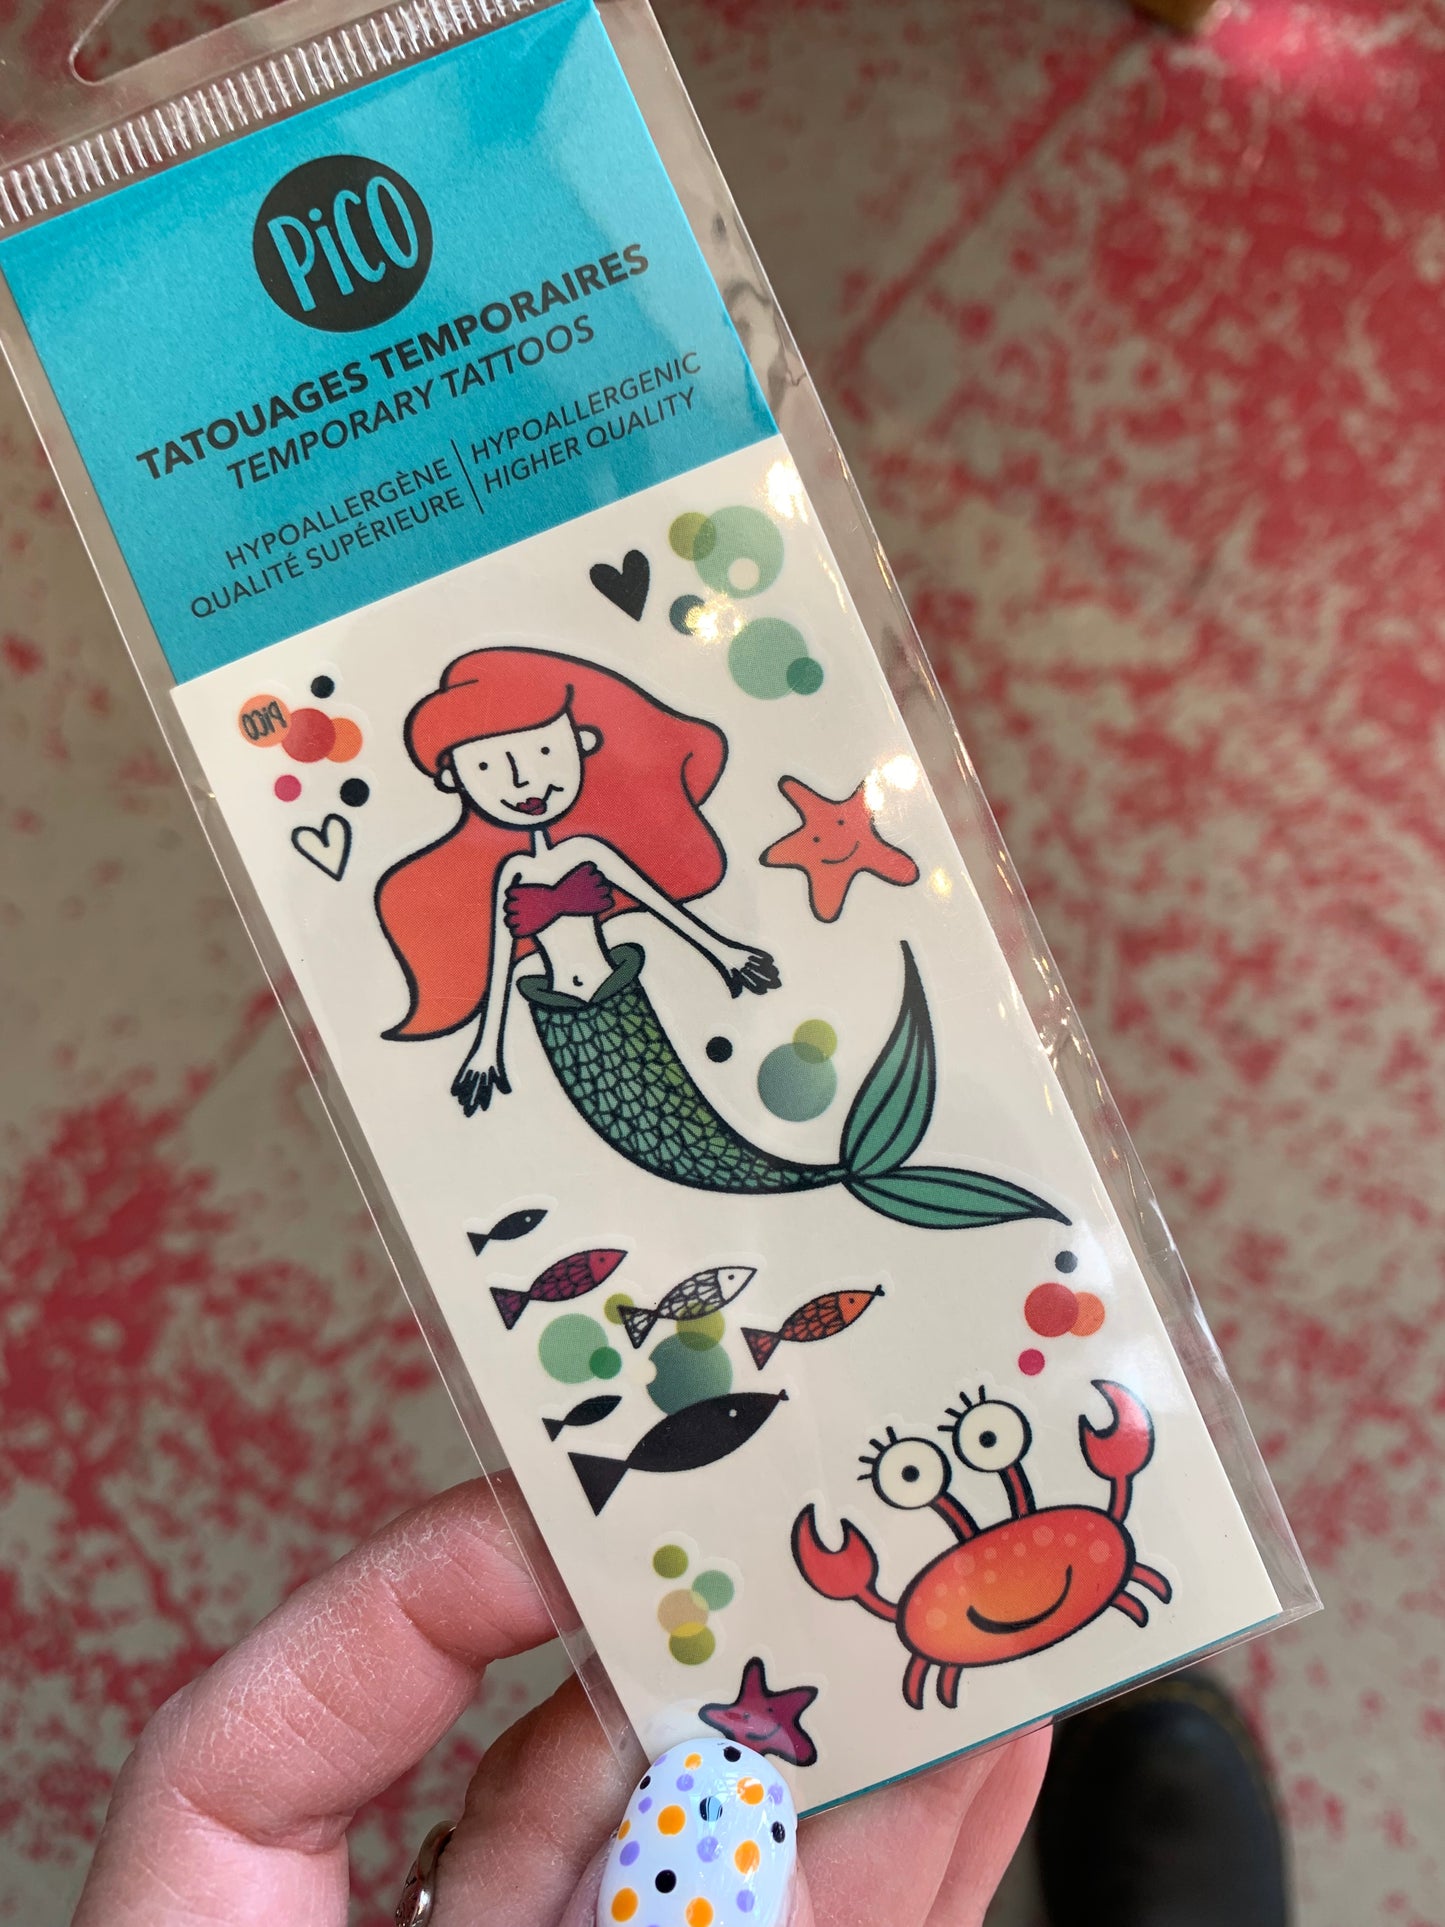 PiCO
TATOUAGES TEMPORAIRES
TEMPORARY TATTOOS
HYPOALLERGÈNE
QUALITÉ SUPÉRIEURE
HYPOALLERGENIC
HIGHER QUALITY
PiCO